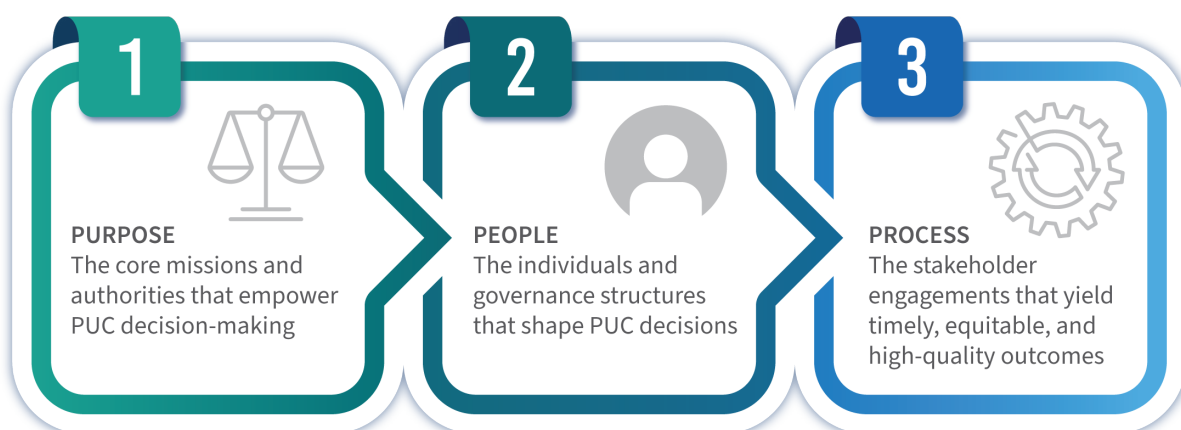 1
PURPOSE
The core missions and
authorities that empower
PUC decision-making
2
PEOPLE
The individuals and
governance structures
that shape PUC decisions
3
PROCESS
The stakeholder
engagements that yield
timely, equitable, and
high-quality outcomes